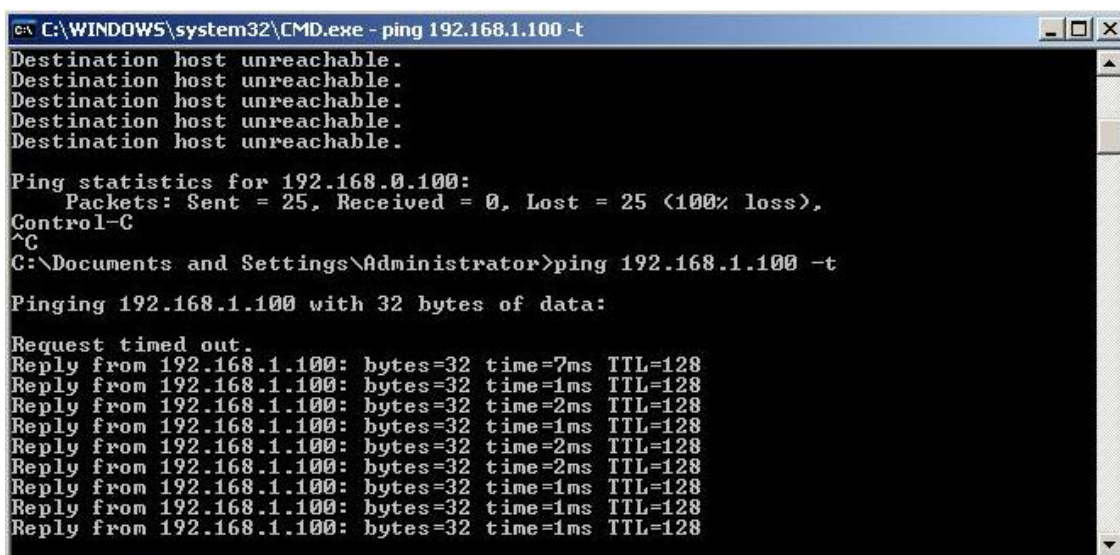 C:\WINDOWS\system32\CMD.exe - ping 192.168.1.100 -t
Destination host unreachable.
Destination host unreachable.
Destination host unreachable.
Destination host unreachable.
Destination host unreachable.
Ping statistics for 192.168.0.100:
Packets: Sent = 25, Received = 0, Lost = 25 (100% loss),
Control-C
^C
C:\Documents and Settings\Administrator>ping 192.168.1.100 -t
Pinging 192.168.1.100 with 32 bytes of data:
Request timed out.
Reply from 192.168.1.100: bytes=32 time=7ms TTL=128
Reply from 192.168.1.100: bytes=32 time=1ms TTL=128
Reply from 192.168.1.100: bytes=32 time=2ms TTL=128
Reply from 192.168.1.100: bytes=32 time=1ms TTL=128
Reply from 192.168.1.100: bytes=32 time=2ms TTL=128
Reply from 192.168.1.100: bytes=32 time=2ms TTL=128
Reply from 192.168.1.100: bytes=32 time=1ms TTL=128
Reply from 192.168.1.100: bytes=32 time=1ms TTL=128
Reply from 192.168.1.100: bytes=32 time=1ms TTL=128